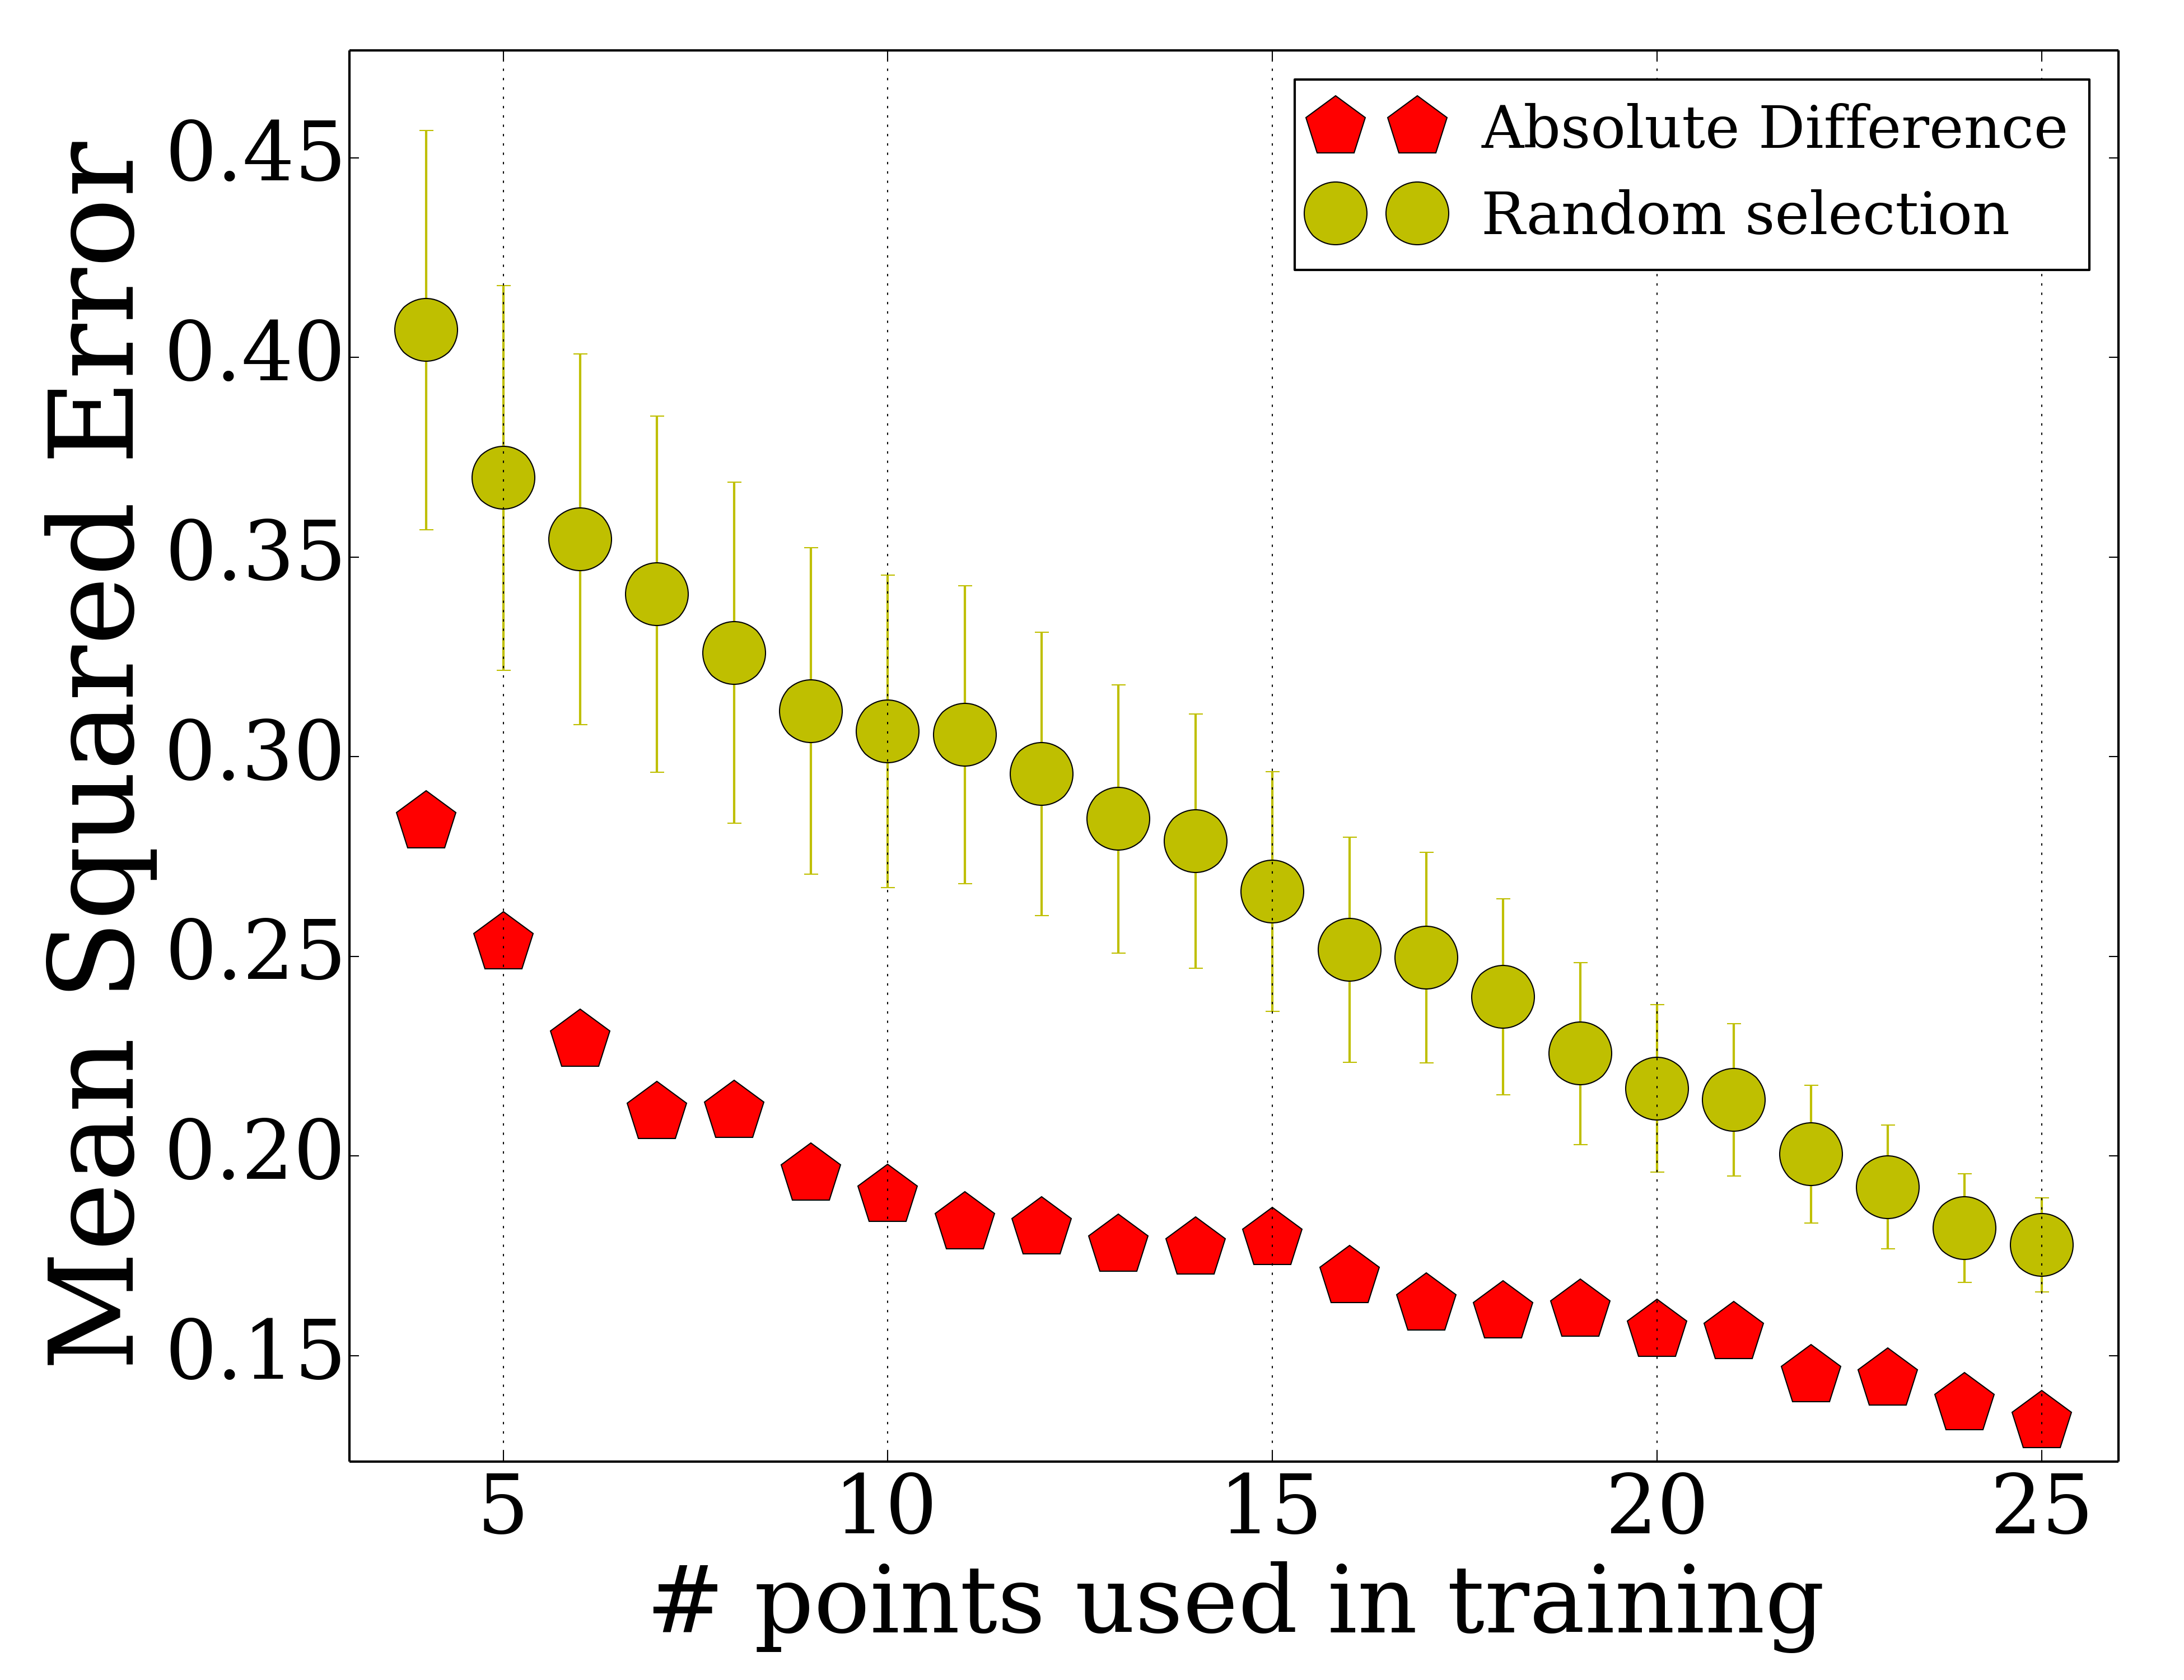 Mean Squared Error
0.45
0.40
0.35
0.30
0.25
0.20
0.15
Absolute Difference
Random selection
5 10 15 20 25
# points used in training